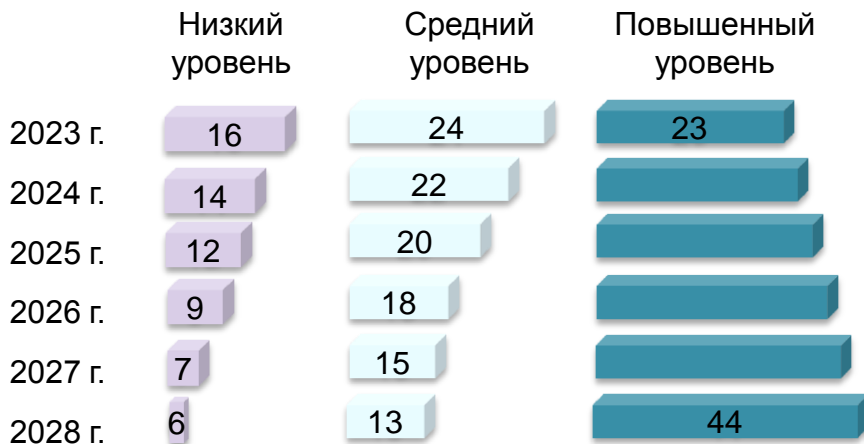 Низкий уровень
Средний уровень
Повышенный уровень
2023 г. 16 24 23
2024 г. 14 22
2025 г. 12 20
2026 г. 9 18
2027 г. 7 15
2028 г. 6 13 44